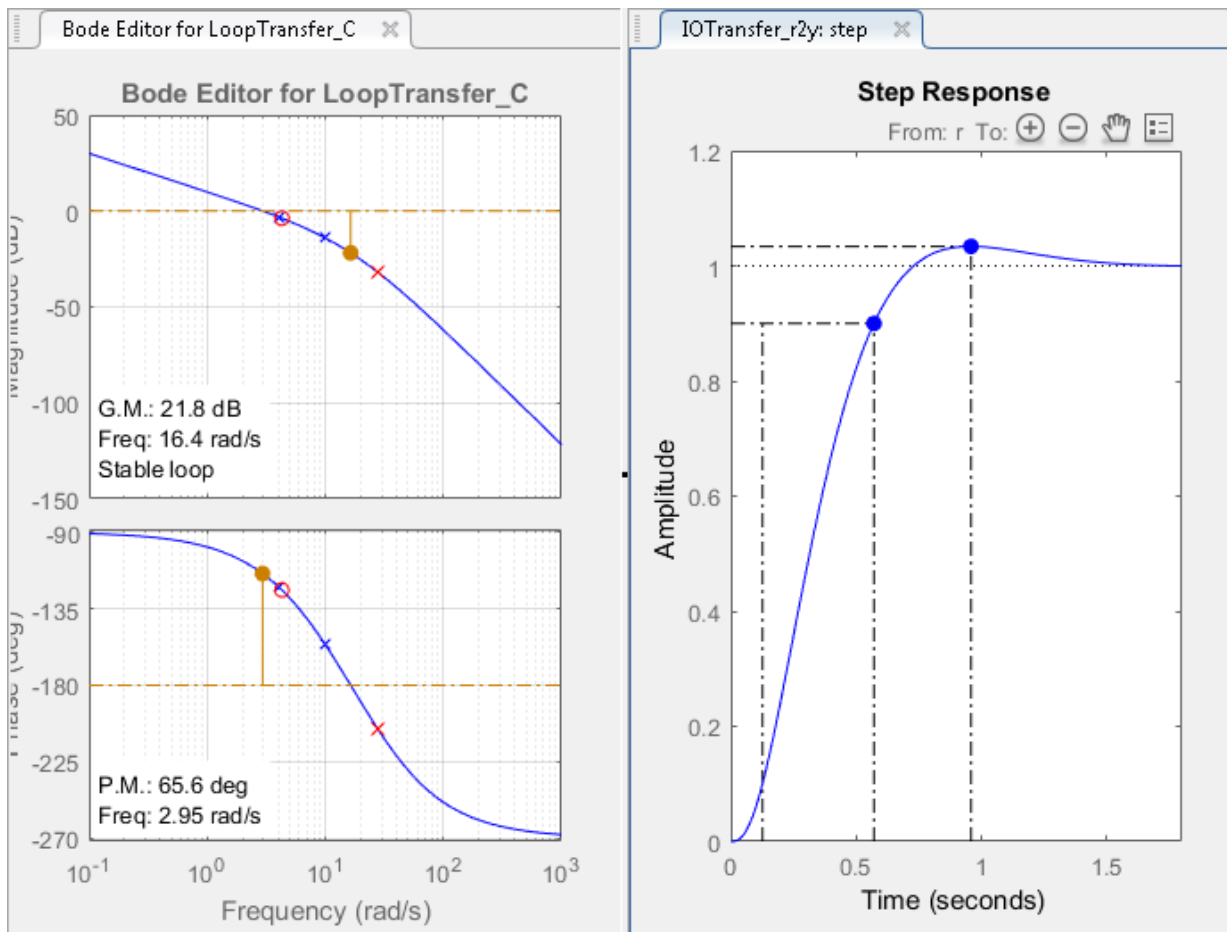 Bode Editor for LoopTransfer_C
Bode Editor for LoopTransfer_C
50
0
-50
-100
-150
Magnitude (dB)
G.M.: 21.8 dB
Freq: 16.4 rad/s
Stable loop
-90
-135
-180
-225
-270
P.M.: 65.6 deg
Freq: 2.95 rad/s
10^-1
10^0
10^1
10^2
10^3
Frequency (rad/s)
IOTransfer_r2y: step
Step Response
From: r To:
1.2
1
0.8
0.6
0.4
0.2
0
Amplitude
0
0.5
1
1.5
Time (seconds)